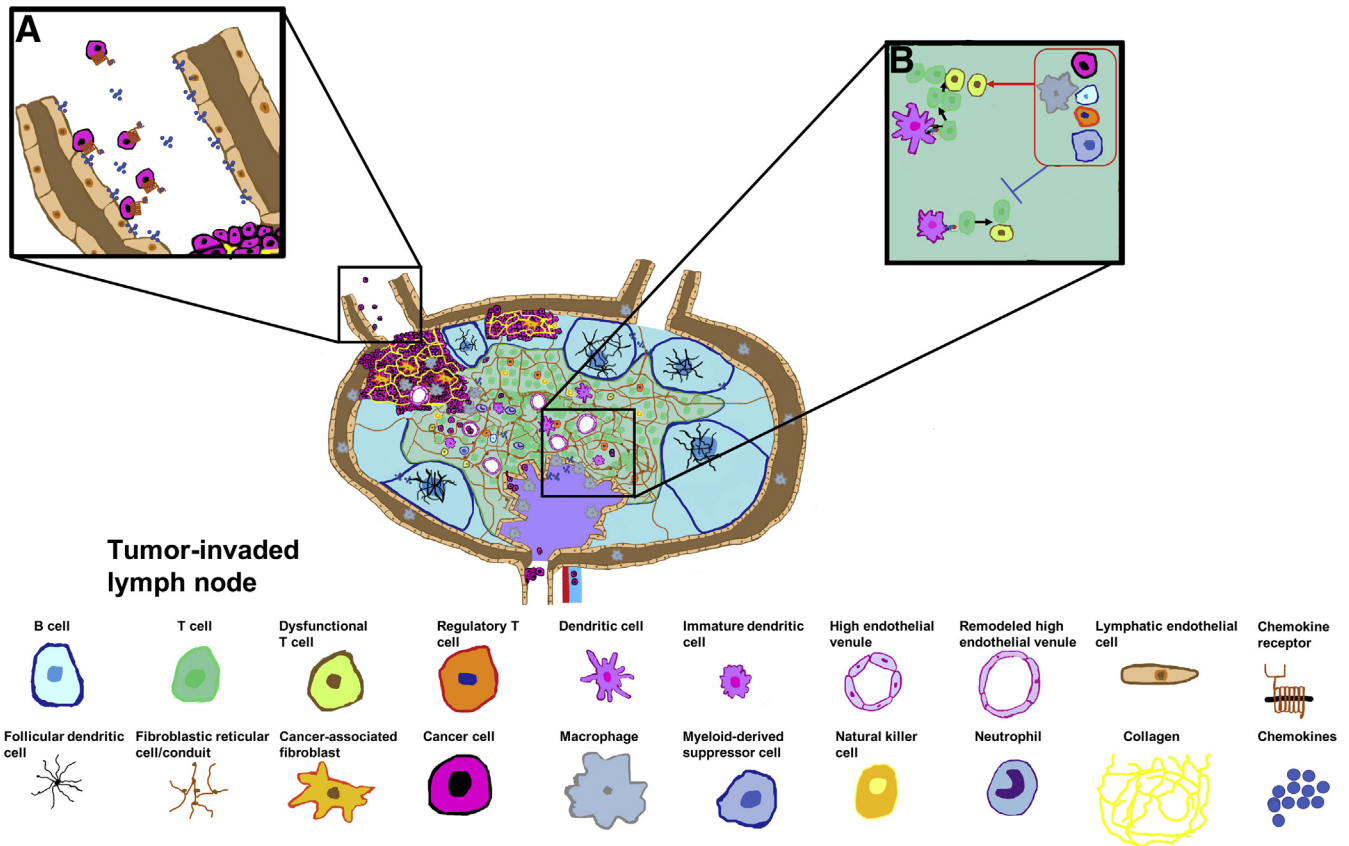 A
B
Tumor-invaded
lymph node
B cell
T cell
Dysfunctional
T cell
Regulatory T
cell
Dendritic cell
Immature dendritic
cell
High endothelial
venule
Remodeled high
endothelial venule
Lymphatic endothelial
cell
Chemokine
receptor
Follicular dendritic
cell
Fibroblastic reticular
cell/conduit
Cancer-associated
fibroblast
Cancer cell
Macrophage
Myeloid-derived
suppressor cell
Natural killer
cell
Neutrophil
Collagen
Chemokines